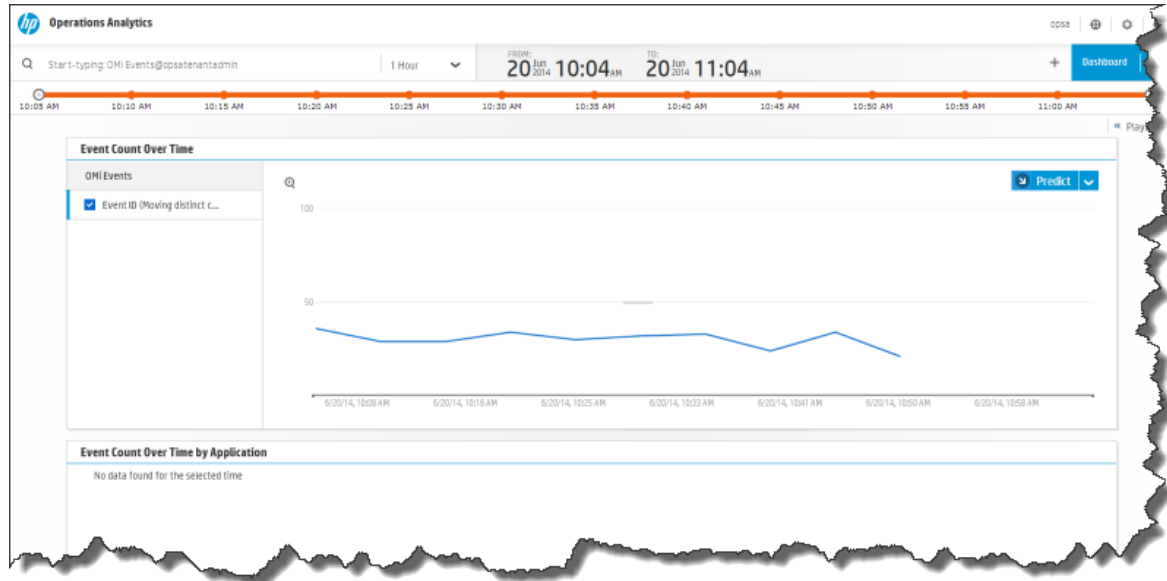 hp Operations Analytics
opsa
Start-typing: OMi Events@opsatenantadmin
1 Hour
FROM:
20 Jun 2014 10:04 AM
TO:
20 Jun 2014 11:04 AM
+
Dashboard
10:05 AM 10:10 AM 10:15 AM 10:20 AM 10:25 AM 10:30 AM 10:35 AM 10:40 AM 10:45 AM 10:50 AM 10:55 AM 11:00 AM
« Play
Event Count Over Time
OMi Events
Event ID (Moving distinct c...
Predict
100
50
6/20/14, 10:08 AM 6/20/14, 10:16 AM 6/20/14, 10:25 AM 6/20/14, 10:33 AM 6/20/14, 10:41 AM 6/20/14, 10:50 AM 6/20/14, 10:58 AM
Event Count Over Time by Application
No data found for the selected time